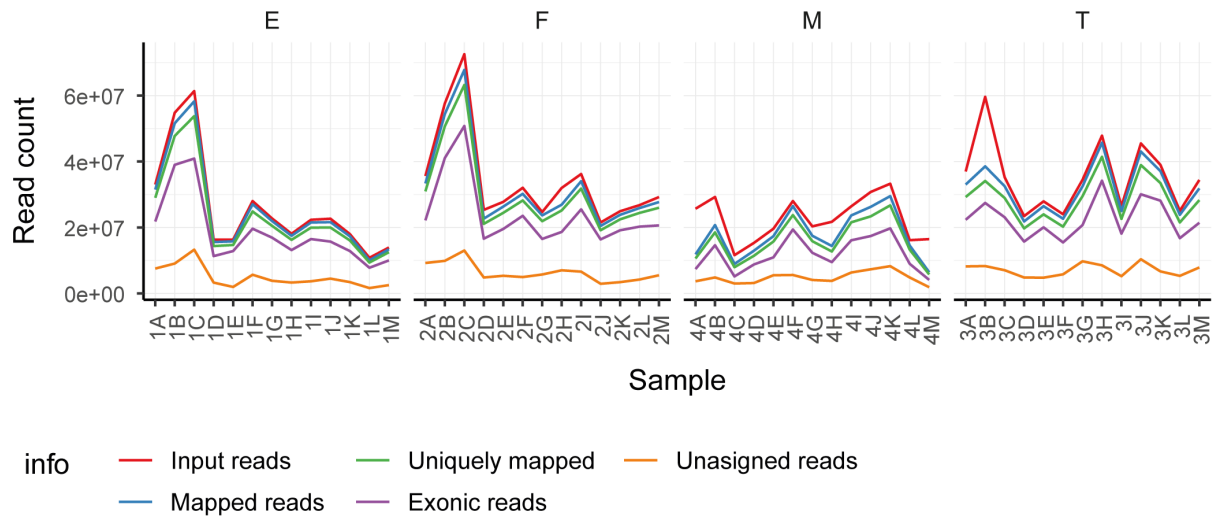 E F M T
Read count
6e+07
4e+07
2e+07
0e+00
1A 1B 1C 1D 1E 1F 1G 1H 1I 1J 1K 1L 1M 2A 2B 2C 2D 2E 2F 2G 2H 2I 2J 2K 2L 2M 4A 4B 4C 4D 4E 4F 4G 4H 4I 4J 4K 4L 4M 3A 3B 3C 3D 3E 3F 3G 3H 3I 3J 3K 3L 3M
Sample
info Input reads Uniquely mapped Unasigned reads
Mapped reads Exonic reads